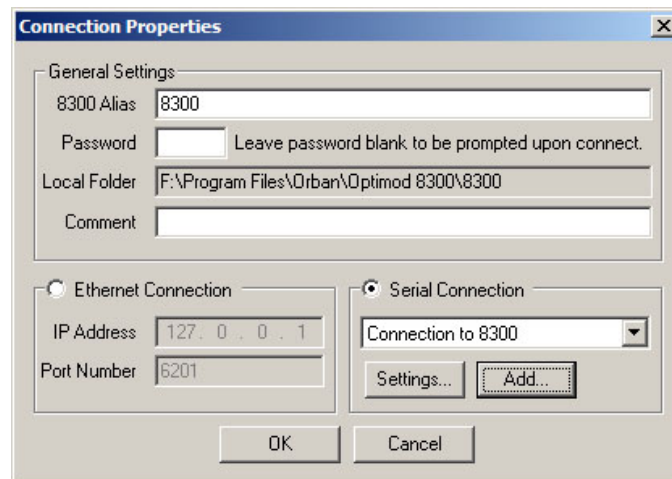 Connection Properties
General Settings
8300 Alias 8300
Password Leave password blank to be prompted upon connect.
Local Folder F:\Program Files\Orban\Optimod 8300\8300
Comment
Ethernet Connection
IP Address 127. 0 . 0 . 1
Port Number 6201
Serial Connection
Connection to 8300
Settings... Add...
OK Cancel